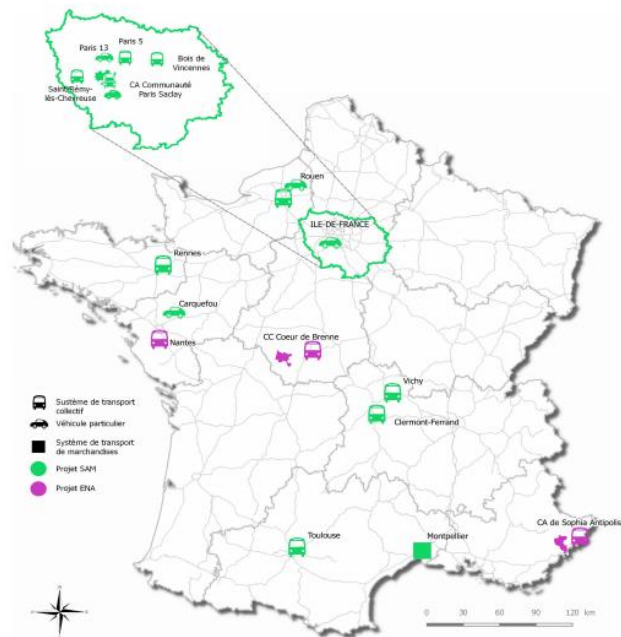 Paris 13
Paris 5
Bois de
Vincennes
Saint-Rémy-
lès-Chevreuse
CA Communauté
Paris Saclay
Rouen
ILE-DE-FRANCE
Rennes
Carquefou
Nantes
CC Coeur de Brenne
Vichy
Clermont-Ferrand
Sustème de transport
collectif
Véhicule particulier
Système de transport
de marchandises
Projet SAM
Projet ENA
Toulouse
Montpellier
CA de Sophia Antipolis
0 30 60 90 120 km